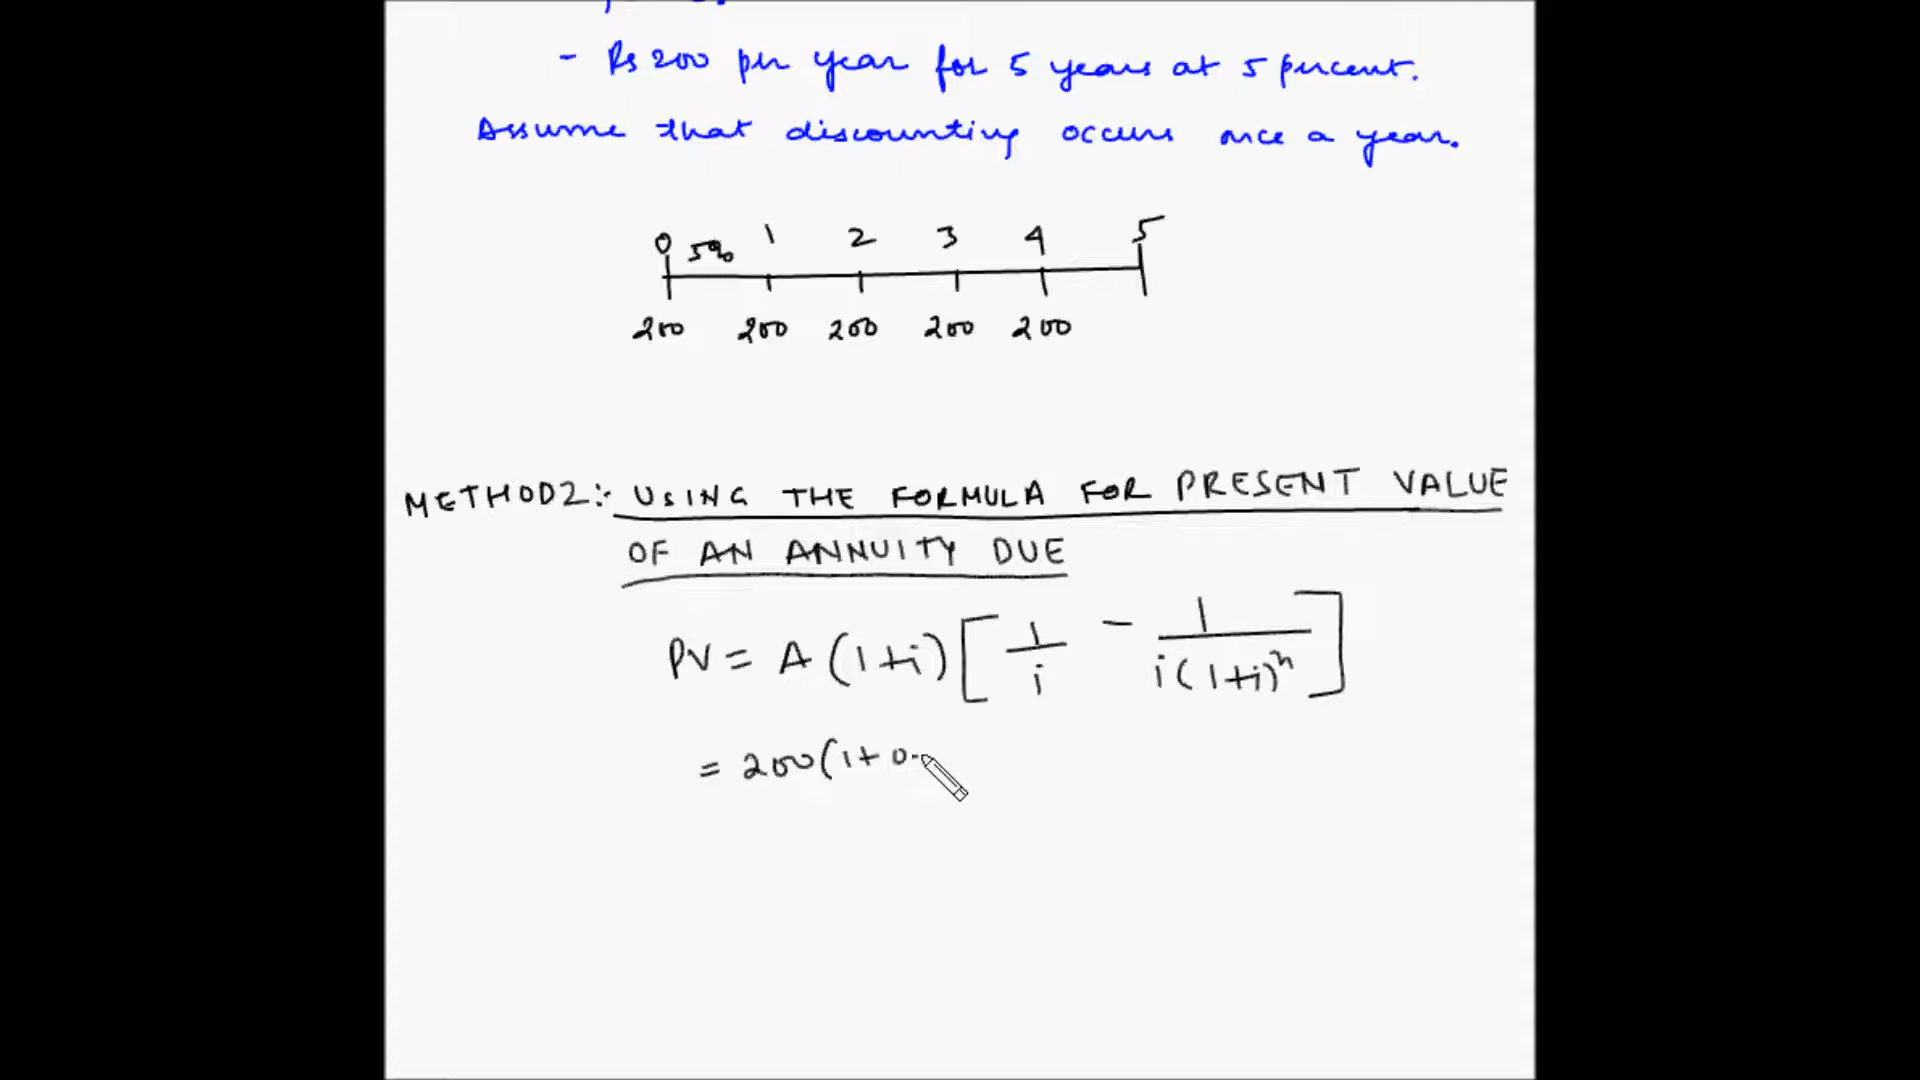 - Rs 200 per year for 5 years at 5 percent.
Assume that discounting occurs once a year.
0 5% 1 2 3 4 5
200 200 200 200 200
METHOD2:- USING THE FORMULA FOR PRESENT VALUE
OF AN ANNUITY DUE
PV = A (1+i) [ 1/i - 1/i(1+i)^n ]
= 200(1+0.